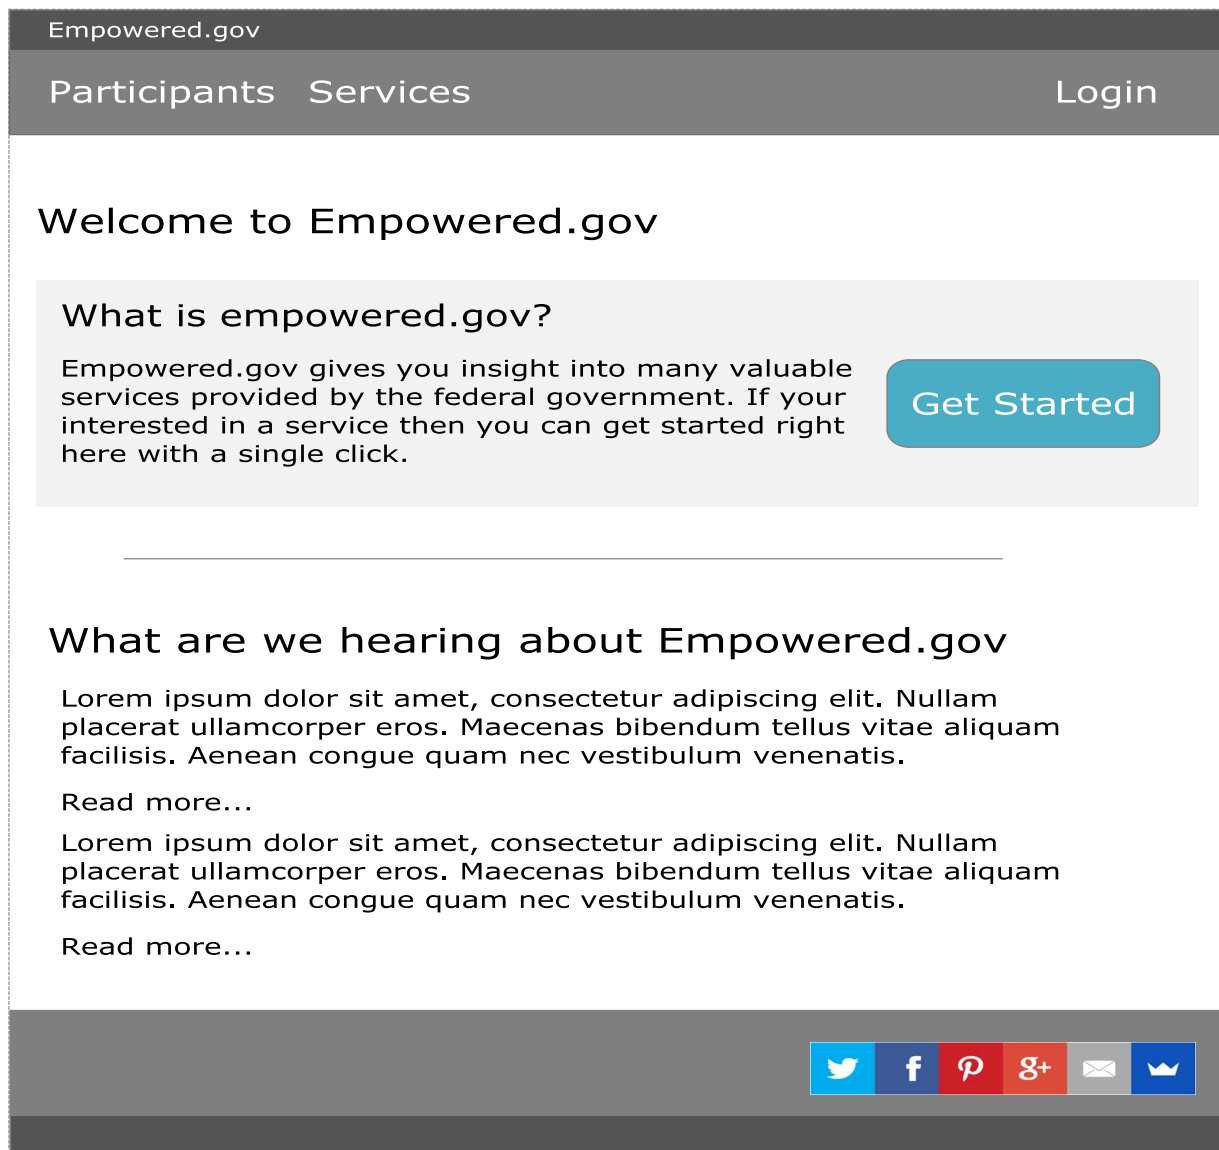 Empowered.gov
Participants Services Login
Welcome to Empowered.gov
What is empowered.gov?
Empowered.gov gives you insight into many valuable
services provided by the federal government. If your
interested in a service then you can get started right
here with a single click.
Get Started
What are we hearing about Empowered.gov
Lorem ipsum dolor sit amet, consectetur adipiscing elit. Nullam
placerat ullamcorper eros. Maecenas bibendum tellus vitae aliquam
facilisis. Aenean congue quam nec vestibulum venenatis.
Read more...
Lorem ipsum dolor sit amet, consectetur adipiscing elit. Nullam
placerat ullamcorper eros. Maecenas bibendum tellus vitae aliquam
facilisis. Aenean congue quam nec vestibulum venenatis.
Read more...
f 8+